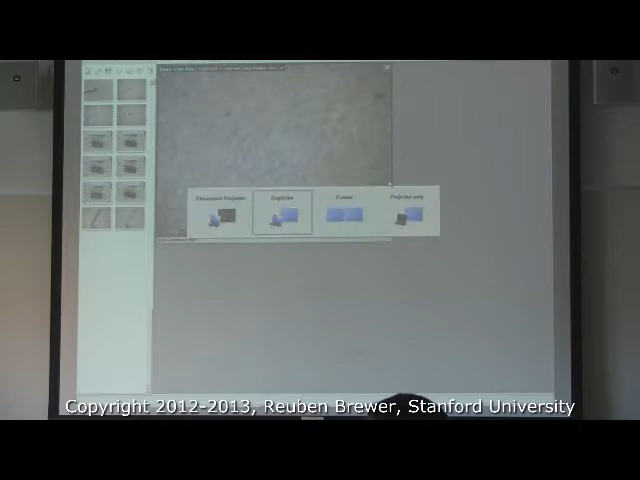 Disconnect Projector
Duplicate
Extend
Projector only
Copyright 2012-2013, Reuben Brewer, Stanford University